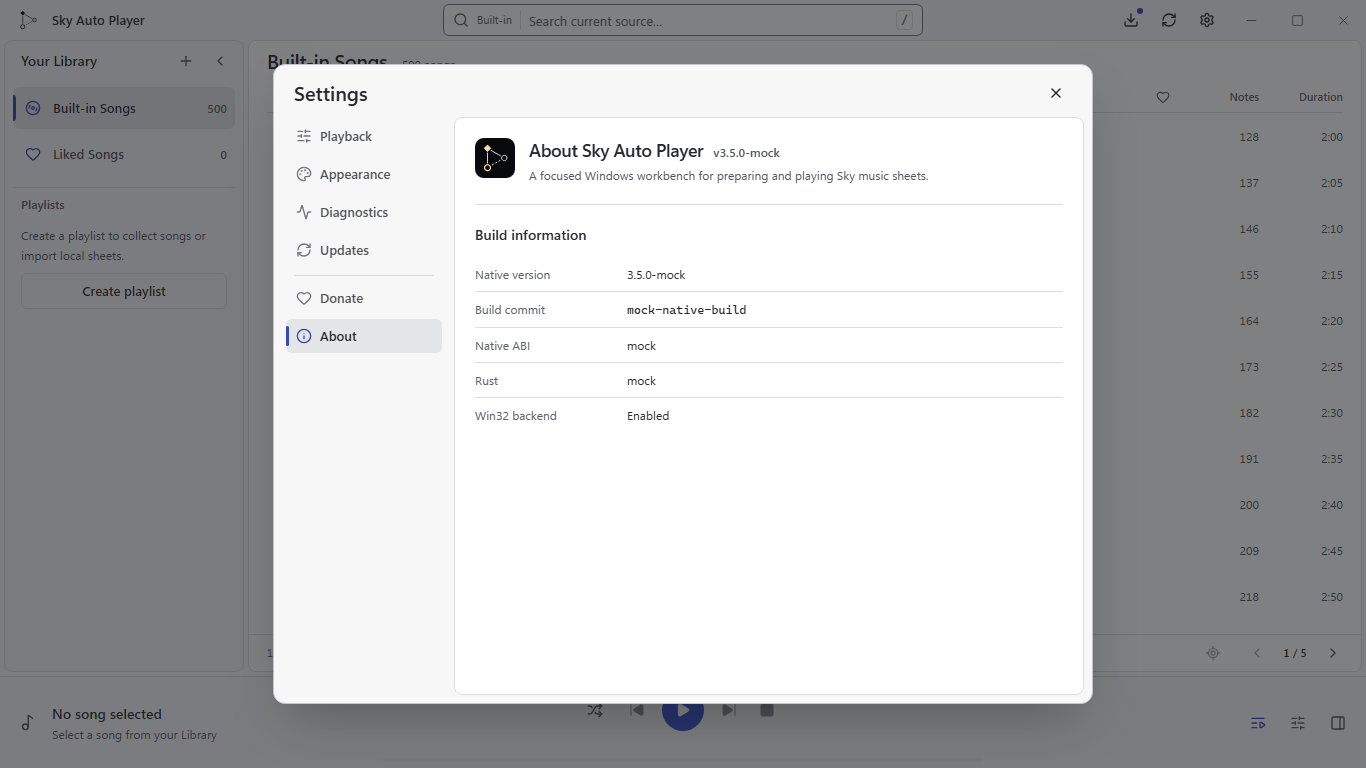 Sky Auto Player
Built-in
Search current source...
/
Your Library
Built-in Songs 500
Liked Songs 0
Playlists
Create a playlist to collect songs or
import local sheets.
Create playlist
Built-in Songs 500 songs
Notes Duration
128 2:00
137 2:05
146 2:10
155 2:15
164 2:20
173 2:25
182 2:30
191 2:35
200 2:40
209 2:45
218 2:50
1 / 5
Settings
Playback
Appearance
Diagnostics
Updates
Donate
About
About Sky Auto Player v3.5.0-mock
A focused Windows workbench for preparing and playing Sky music sheets.
Build information
Native version 3.5.0-mock
Build commit mock-native-build
Native ABI mock
Rust mock
Win32 backend Enabled
No song selected
Select a song from your Library